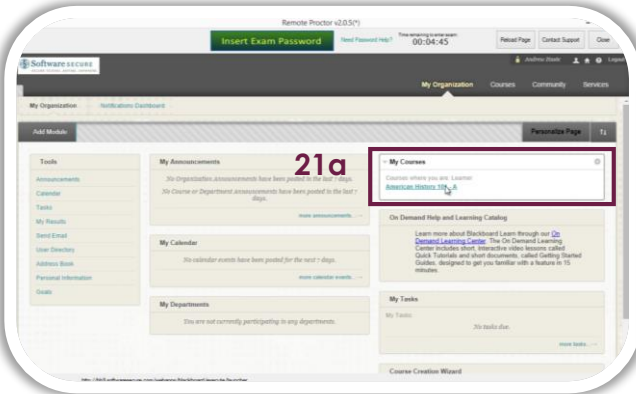 Remote Proctor v2.0.5(*)
Insert Exam Password
Need Password Help?
Time remaining to enter exam:
00:04:45
Reload Page
Contact Support
Close
Software SECURE
Logout
My Organization
Courses
Community
Services
My Organization
Notifications Dashboard
Add Module
Personalize Page
Tools
Announcements
Calendar
Tasks
My Results
Send Email
User Directory
Address Book
Personal Information
Goals
My Announcements
No Organization Announcements have been posted in the last 7 days.
No Course or Department Announcements have been posted in the last 7
days.
more announcements...
My Calendar
No calendar events have been posted for the next 7 days.
more calendar events...
My Departments
You are not currently participating in any departments.
21a
My Courses
Courses where you are: Learner
American History A
On Demand Help and Learning Catalog
Learn more about Blackboard Learn through our On
Demand Learning Center. The On Demand Learning
Center includes short, interactive video lessons called
Quick Tutorials and short documents, called Getting Started
Guides, designed to get you familiar with a feature in 15
minutes.
My Tasks
My Tasks:
No tasks due.
more tasks...
Course Creation Wizard